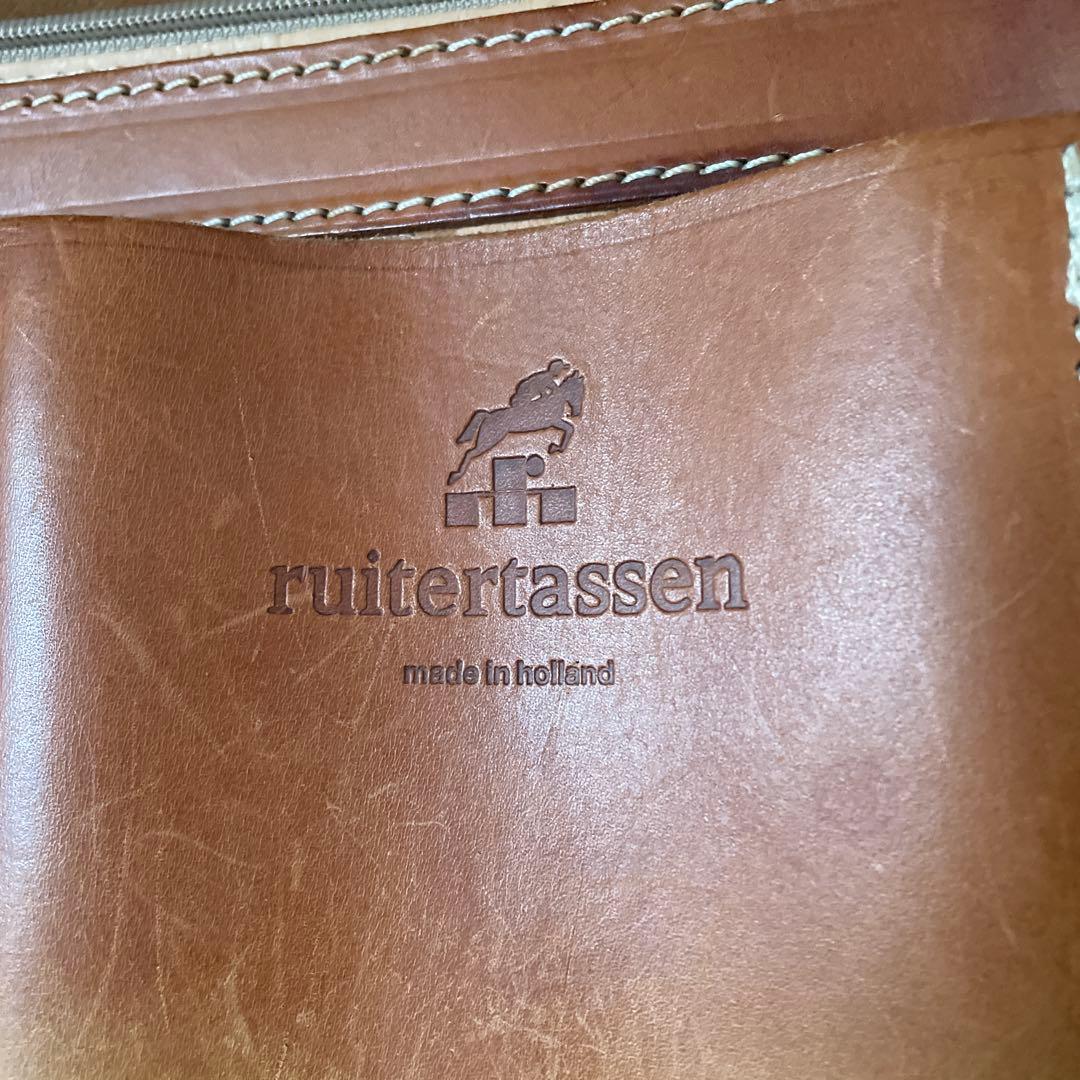 ruitertassen
made in holland